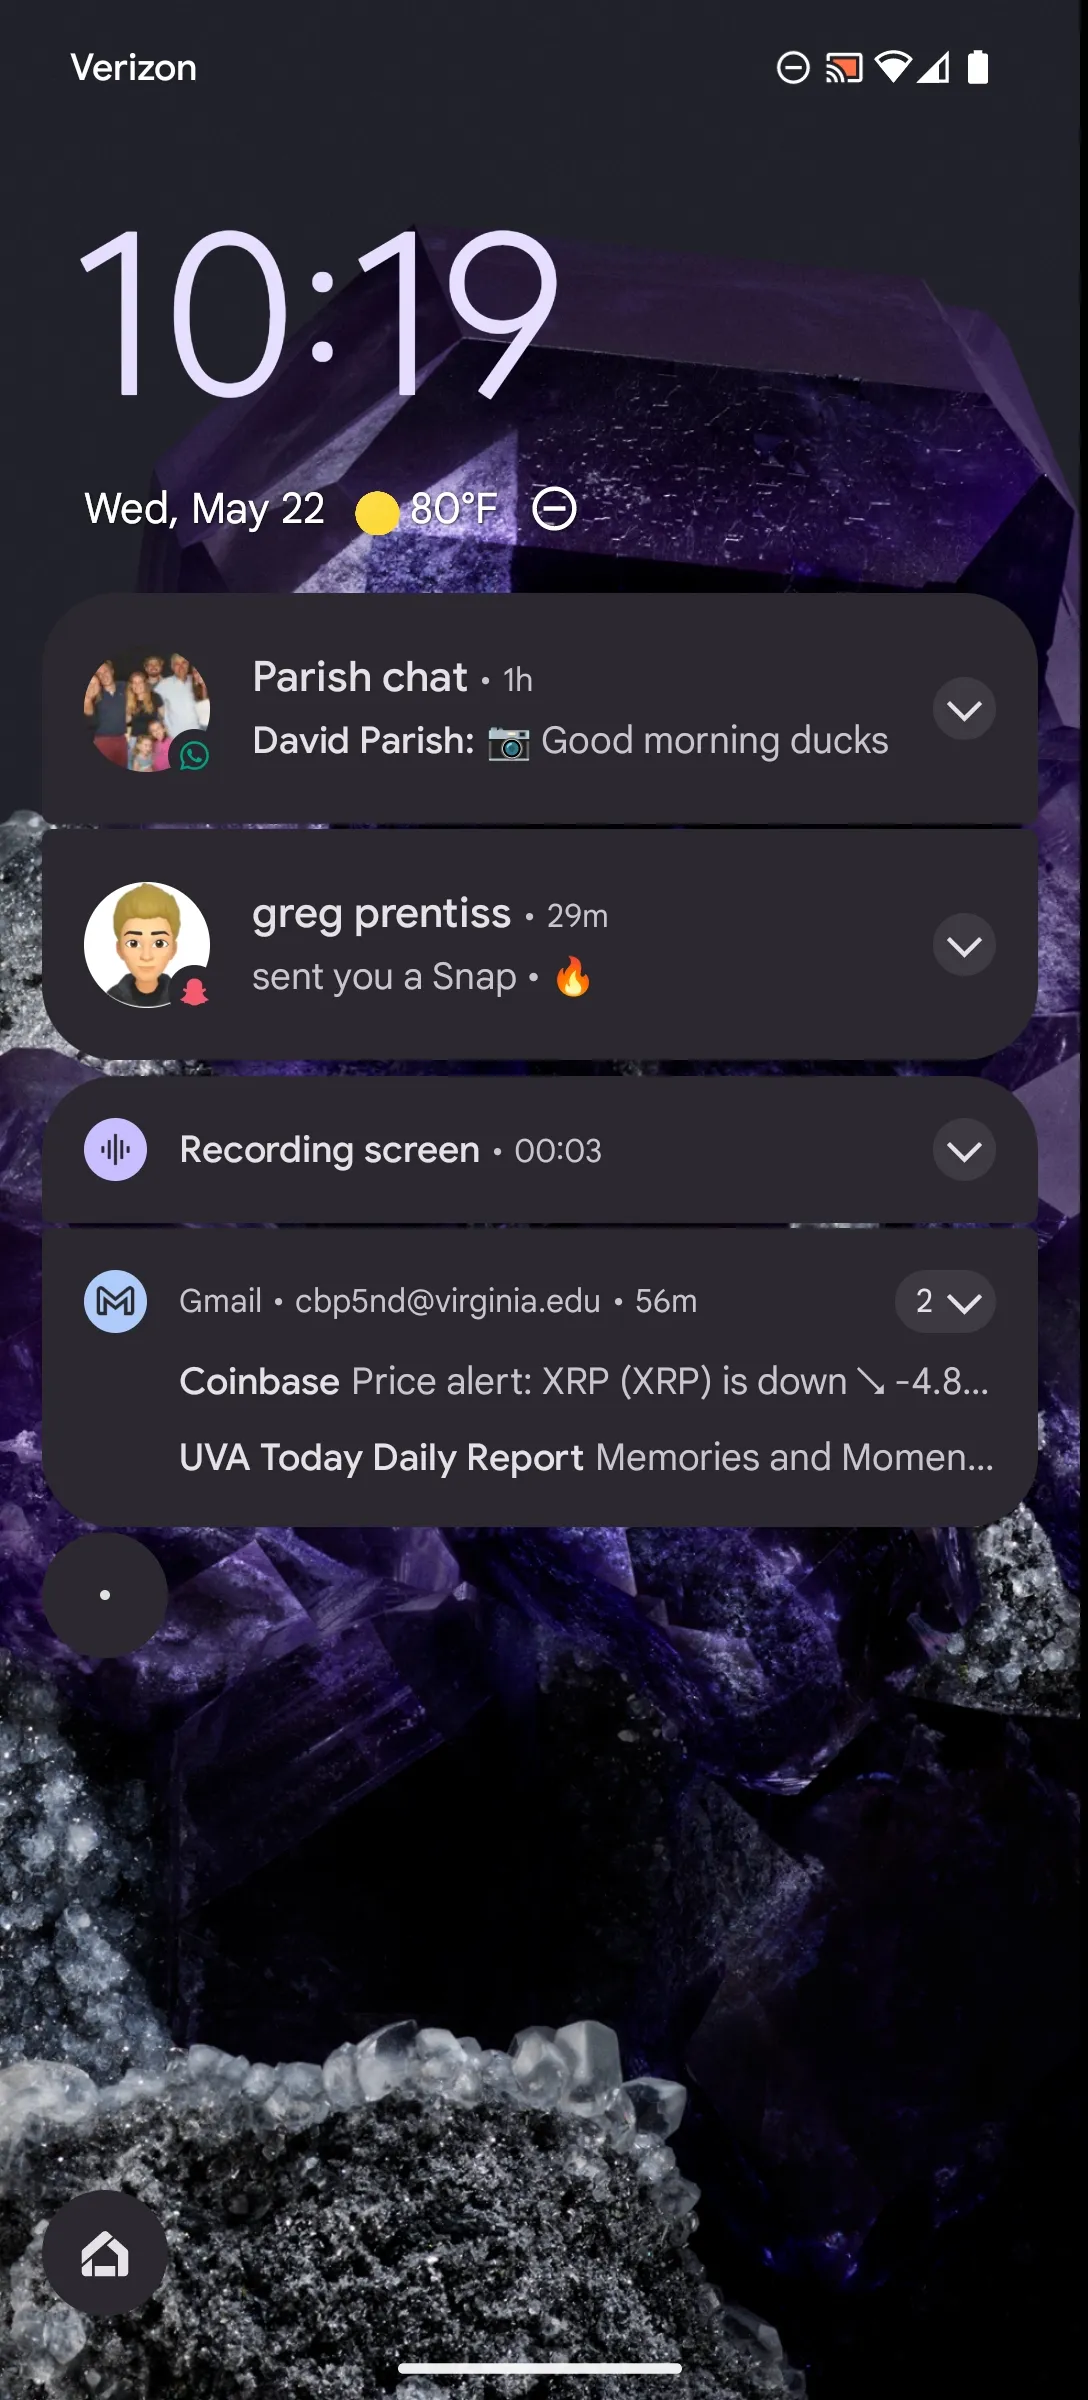 Verizon
10:19
Wed, May 22 80°F
Parish chat • 1h
David Parish: 📷 Good morning ducks
greg prentiss • 29m
sent you a Snap • 🔥
Recording screen • 00:03
Gmail • cbp5nd@virginia.edu • 56m 2
Coinbase Price alert: XRP (XRP) is down ↘ -4.8...
UVA Today Daily Report Memories and Momen...